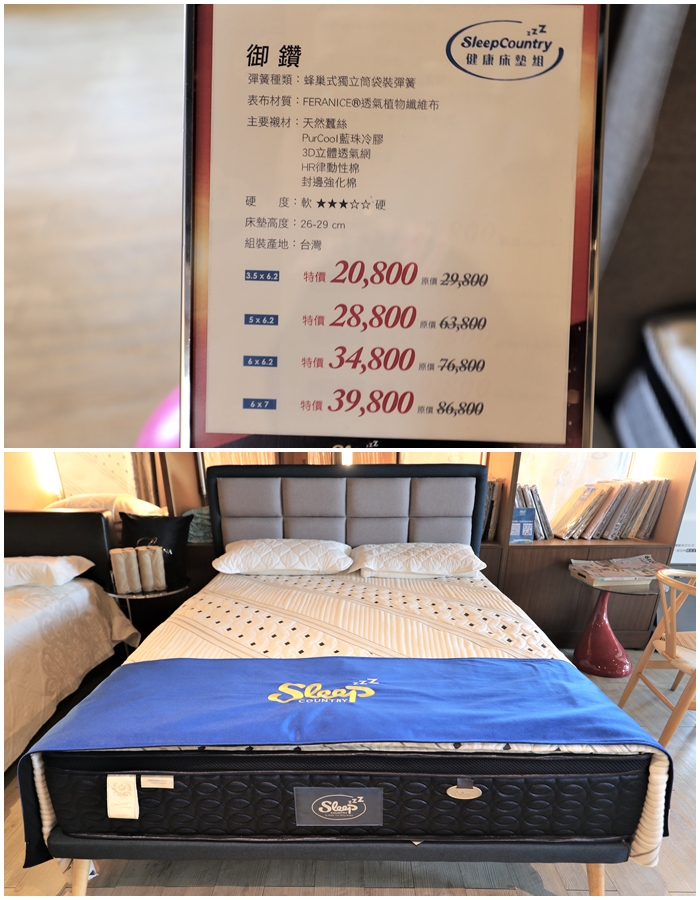 SleepCountry zzZ
健康床墊組
御鑽
彈簧種類：蜂巢式獨立筒袋裝彈簧
表布材質：FERANICE®透氣植物纖維布
主要襯材：天然蠶絲
PurCool藍珠冷膠
3D立體透氣網
HR律動性棉
封邊強化棉
硬　度：軟 ★★★☆☆ 硬
床墊高度：26-29 cm
組裝產地：台灣
3.5 x 6.2 特價 20,800 原價 29,800
5 x 6.2 特價 28,800 原價 63,800
6 x 6.2 特價 34,800 原價 76,800
6 x 7 特價 39,800 原價 86,800
Sleep zzZ
COUNTRY
Sleep zzZ